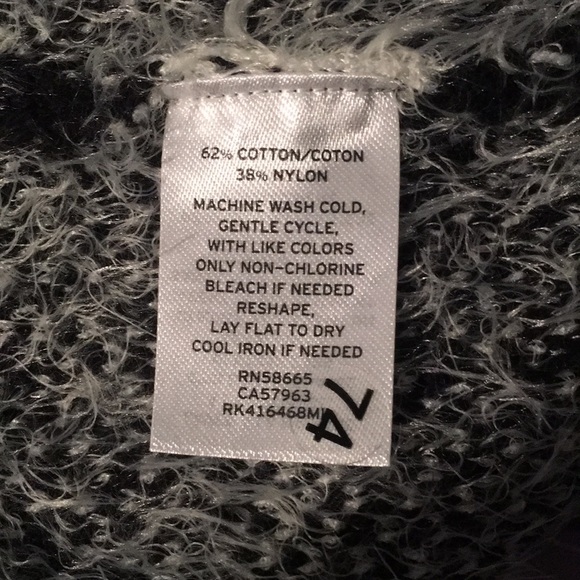 62% COTTON/COTON
38% NYLON
MACHINE WASH COLD,
GENTLE CYCLE,
WITH LIKE COLORS
ONLY NON-CHLORINE
BLEACH IF NEEDED
RESHAPE,
LAY FLAT TO DRY
COOL IRON IF NEEDED
RN58665
CA57963
RK416468MI
74